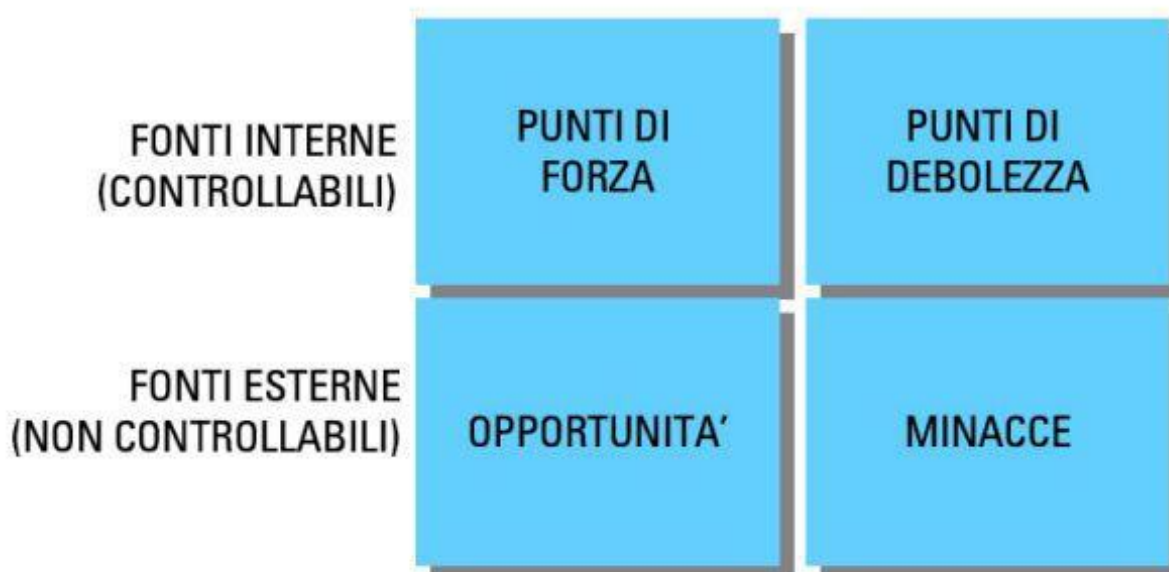 FONTI INTERNE
(CONTROLLABILI)
PUNTI DI
FORZA
PUNTI DI
DEBOLEZZA
FONTI ESTERNE
(NON CONTROLLABILI)
OPPORTUNITA’
MINACCE